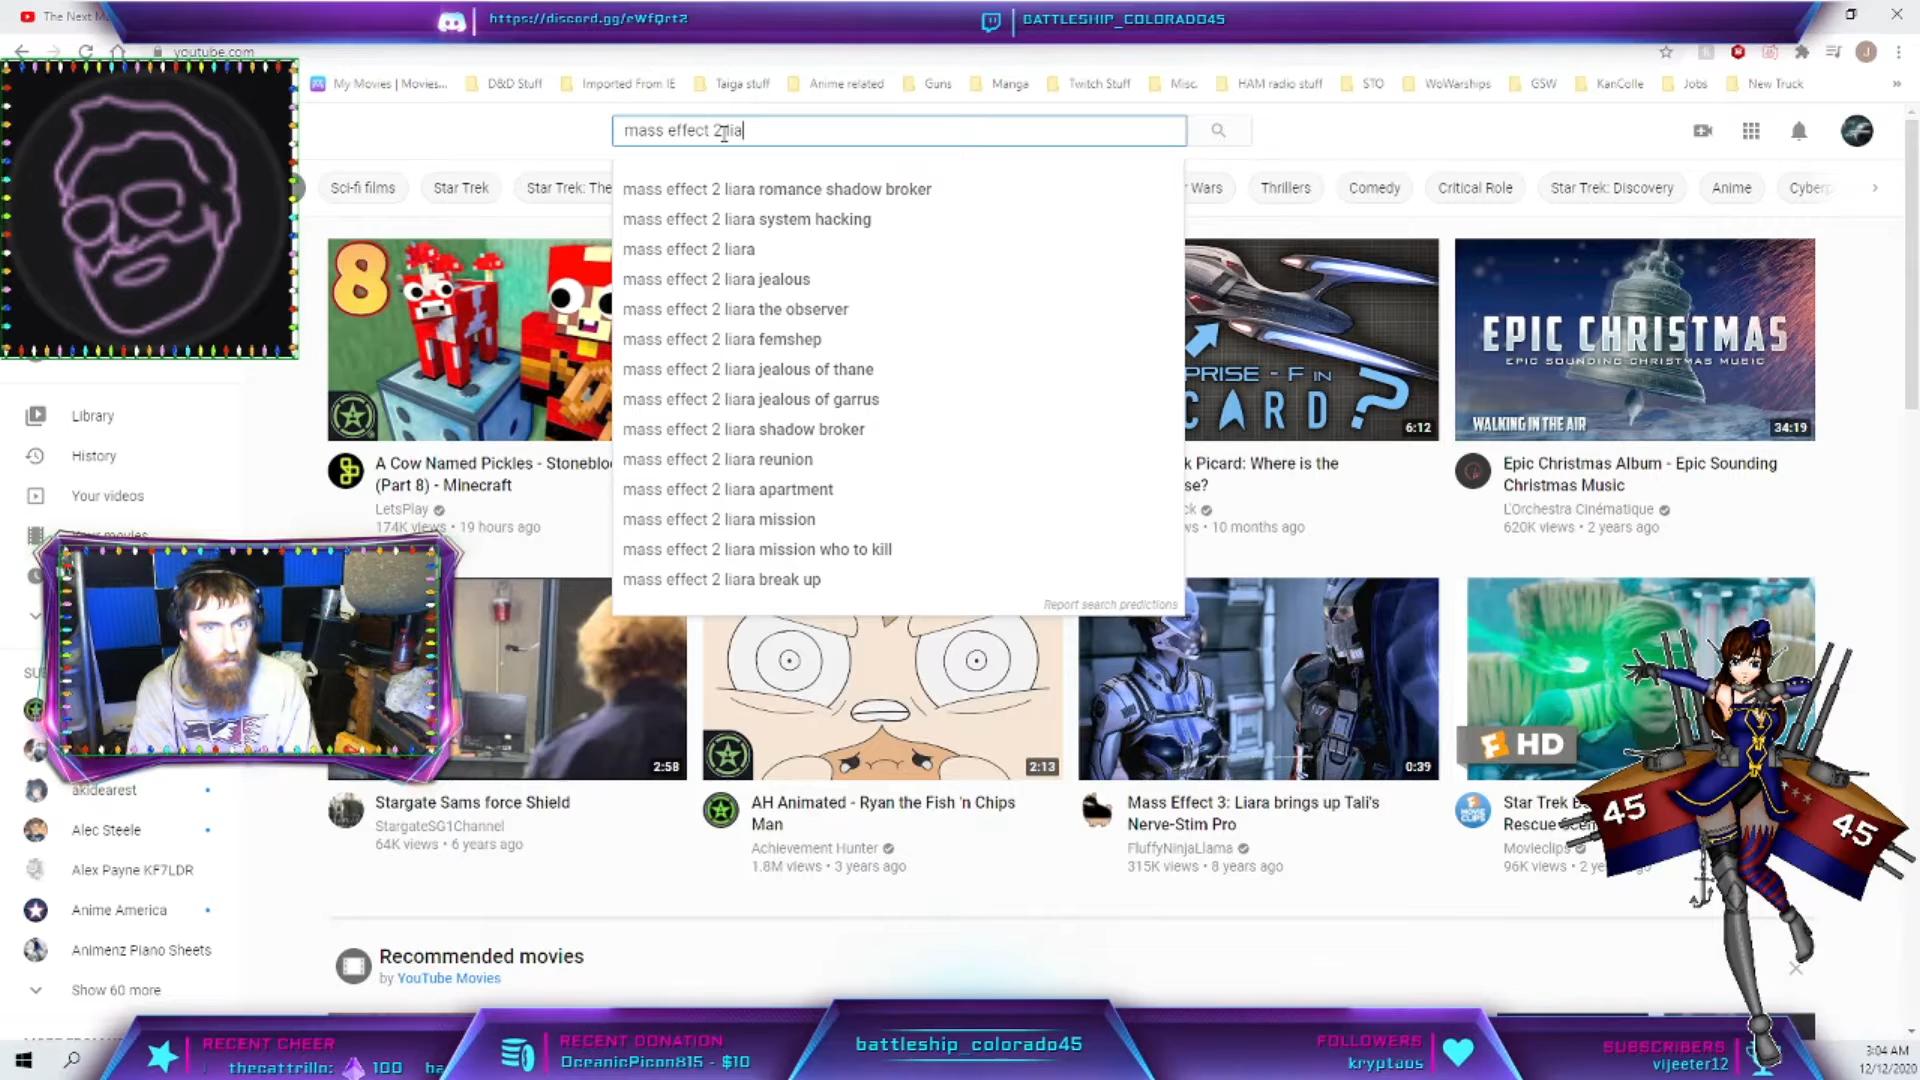 The Next M
https://discord.gg/eWfQrt2
BATTLESHIP_COLORADO45
youtube.com
My Movies | Movies...
D&D Stuff
Imported From IE
Taiga stuff
Anime related
Guns
Manga
Twitch Stuff
Misc.
HAM radio stuff
STO
WoWarships
GSW
KanColle
Jobs
New Truck
mass effect 2 lia
Sci-fi films
Star Trek
Star Trek: The
r Wars
Thrillers
Comedy
Critical Role
Star Trek: Discovery
Anime
Cyberp
mass effect 2 liara romance shadow broker
mass effect 2 liara system hacking
mass effect 2 liara
mass effect 2 liara jealous
mass effect 2 liara the observer
mass effect 2 liara femshep
mass effect 2 liara jealous of thane
mass effect 2 liara jealous of garrus
mass effect 2 liara shadow broker
mass effect 2 liara reunion
mass effect 2 liara apartment
mass effect 2 liara mission
mass effect 2 liara mission who to kill
mass effect 2 liara break up
Report search predictions
8
PRISE - F IN
CARD ?
6:12
EPIC CHRISTMAS
EPIC SOUNDING CHRISTMAS MUSIC
WALKING IN THE AIR
34:19
Library
History
Your videos
Your movies
A Cow Named Pickles - Stoneblo
(Part 8) - Minecraft
LetsPlay
174K views • 19 hours ago
k Picard: Where is the
se?
ck
ws • 10 months ago
Epic Christmas Album - Epic Sounding
Christmas Music
L'Orchestra Cinématique
620K views • 2 years ago
SU
akidearest
Alec Steele
Alex Payne KF7LDR
Anime America
Animenz Piano Sheets
Show 60 more
2:58
2:13
0:39
HD
Stargate Sams force Shield
StargateSG1Channel
64K views • 6 years ago
AH Animated - Ryan the Fish 'n Chips
Man
Achievement Hunter
1.8M views • 3 years ago
Mass Effect 3: Liara brings up Tali's
Nerve-Stim Pro
FluffyNinjaLlama
315K views • 8 years ago
Star Trek
Rescue
Movieclips
96K views • 2 ye
go
45
45
Recommended movies
by YouTube Movies
RECENT CHEER
thecattrillo:
100
ha
RECENT DONATION
OceanicPicon815 - $10
battleship_colorado45
FOLLOWERS
kryptaos
SUBSCRIBERS
vijeeter12
3:04 AM
12/12/2020